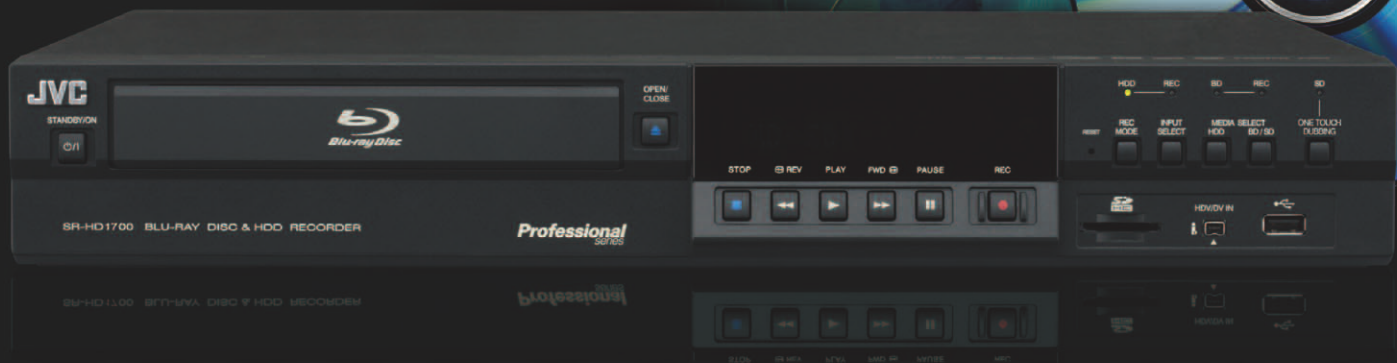 JVC
STANDBY/ON
Blu-ray Disc
OPEN/
CLOSE
STOP REV PLAY FWD PAUSE REC
HDD REC BD REC SD
RESET
REC
MODE
INPUT
SELECT
MEDIA SELECT
HDD BD / SD
ONE TOUCH
DUBBING
SR-HD1700 BLU-RAY DISC & HDD RECORDER
Professional
series
SD
HC
HDV/DV IN
i